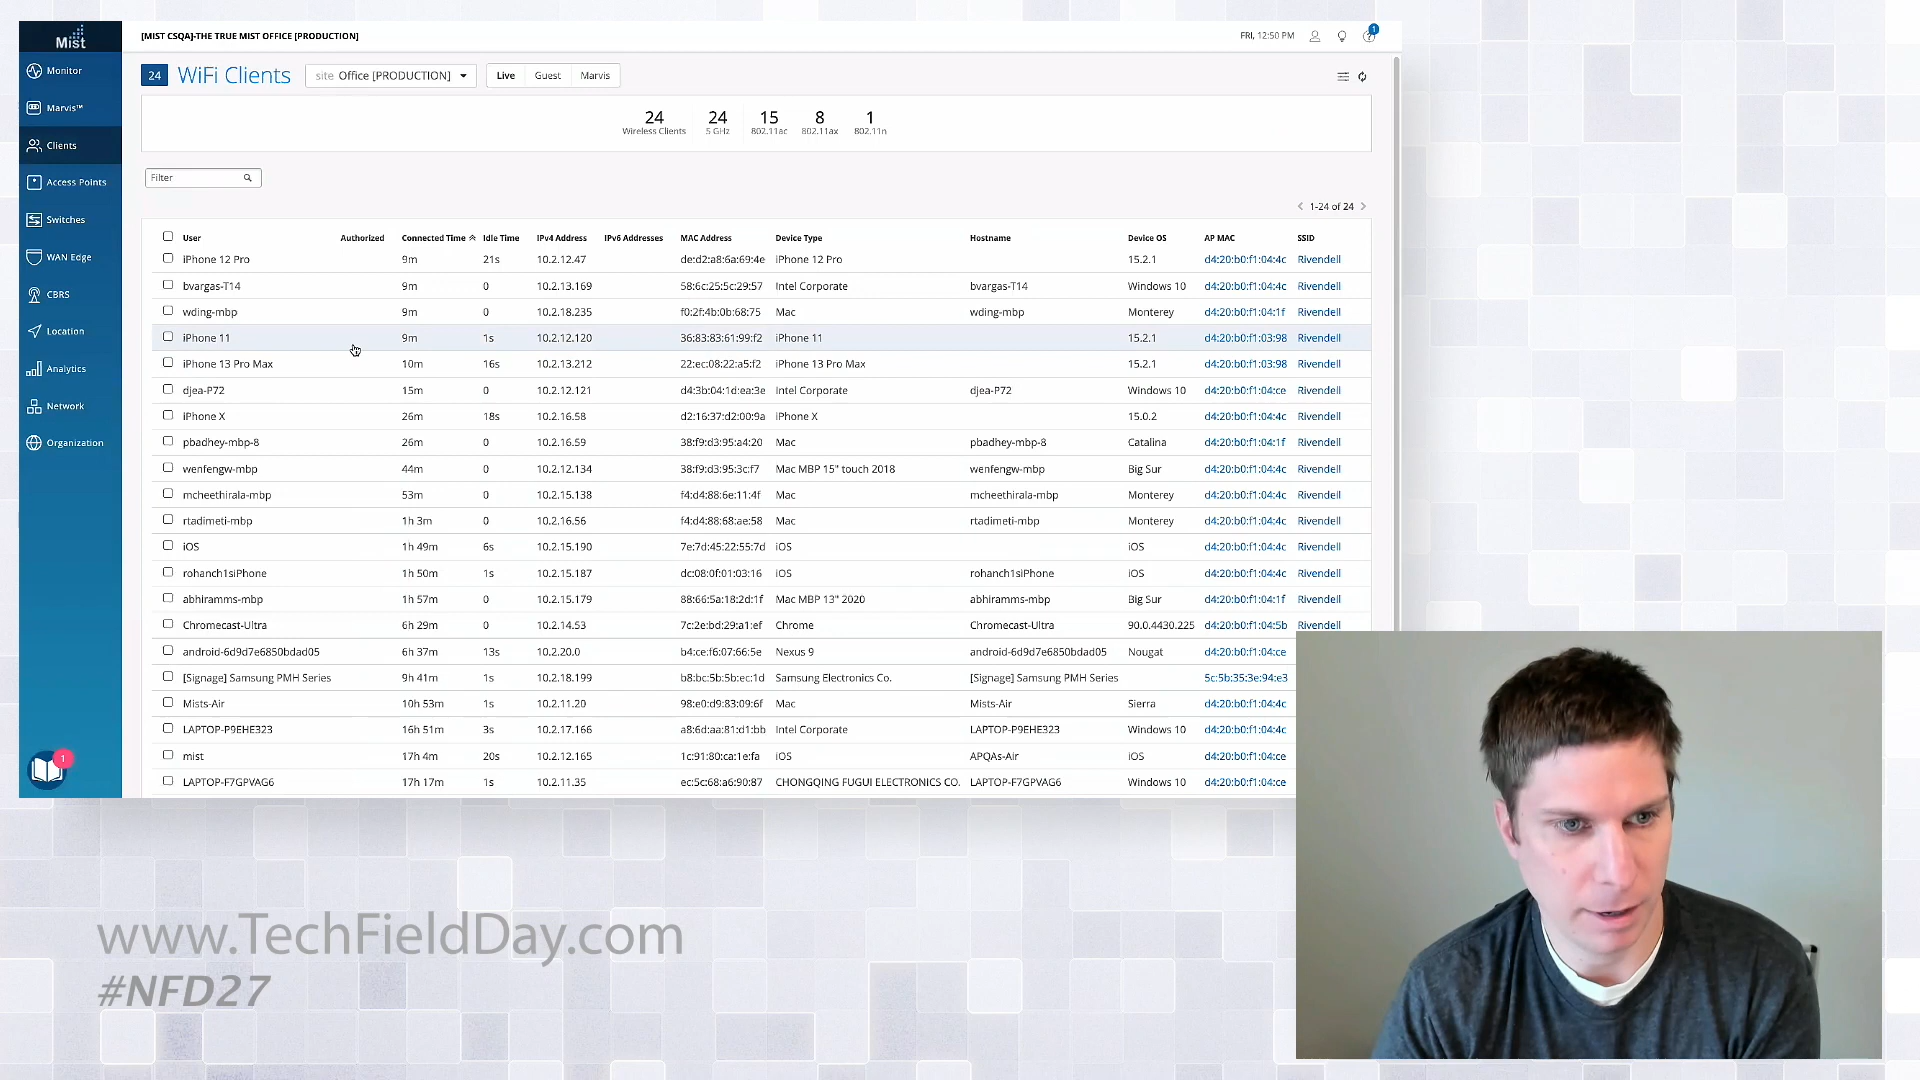 Mist
[MIST CSQA]-THE TRUE MIST OFFICE [PRODUCTION]
FRI, 12:50 PM
1
Monitor
Marvis™
Clients
Access Points
Switches
WAN Edge
CBRS
Location
Analytics
Network
Organization
1
24 WiFi Clients site Office [PRODUCTION] Live Guest Marvis
24 24 15 8 1
Wireless Clients 5 GHz 802.11ac 802.11ax 802.11n
Filter
1-24 of 24
User Authorized Connected Time Idle Time IPv4 Address IPv6 Addresses MAC Address Device Type Hostname Device OS AP MAC SSID
iPhone 12 Pro 9m 21s 10.2.12.47 de:d2:a8:6a:69:4e iPhone 12 Pro 15.2.1 d4:20:b0:f1:04:4c Rivendell
bvargas-T14 9m 0 10.2.13.169 58:6c:25:5c:29:57 Intel Corporate bvargas-T14 Windows 10 d4:20:b0:f1:04:4c Rivendell
wding-mbp 9m 0 10.2.18.235 f0:2f:4b:0b:68:75 Mac wding-mbp Monterey d4:20:b0:f1:04:1f Rivendell
iPhone 11 9m 1s 10.2.12.120 36:83:83:61:99:f2 iPhone 11 15.2.1 d4:20:b0:f1:03:98 Rivendell
iPhone 13 Pro Max 10m 16s 10.2.13.212 22:ec:08:22:a5:f2 iPhone 13 Pro Max 15.2.1 d4:20:b0:f1:03:98 Rivendell
djea-P72 15m 0 10.2.12.121 d4:3b:04:1d:ea:3e Intel Corporate djea-P72 Windows 10 d4:20:b0:f1:04:ce Rivendell
iPhone X 26m 18s 10.2.16.58 d2:16:37:d2:00:9a iPhone X 15.0.2 d4:20:b0:f1:04:4c Rivendell
pbadhey-mbp-8 26m 0 10.2.16.59 38:f9:d3:95:a4:20 Mac pbadhey-mbp-8 Catalina d4:20:b0:f1:04:1f Rivendell
wenfengw-mbp 44m 0 10.2.12.134 38:f9:d3:95:3c:f7 Mac MBP 15" touch 2018 wenfengw-mbp Big Sur d4:20:b0:f1:04:4c Rivendell
mcheethirala-mbp 53m 0 10.2.15.138 f4:d4:88:6e:11:4f Mac mcheethirala-mbp Monterey d4:20:b0:f1:04:4c Rivendell
rtadimeti-mbp 1h 3m 0 10.2.16.56 f4:d4:88:68:ae:58 Mac rtadimeti-mbp Monterey d4:20:b0:f1:04:4c Rivendell
iOS 1h 49m 6s 10.2.15.190 7e:7d:45:22:55:7d iOS iOS d4:20:b0:f1:04:4c Rivendell
rohanch1siPhone 1h 50m 1s 10.2.15.187 dc:08:0f:01:03:16 iOS rohanch1siPhone iOS d4:20:b0:f1:04:4c Rivendell
abhiramms-mbp 1h 57m 0 10.2.15.179 88:66:5a:18:2d:1f Mac MBP 13" 2020 abhiramms-mbp Big Sur d4:20:b0:f1:04:1f Rivendell
Chromecast-Ultra 6h 29m 0 10.2.14.53 7c:2e:bd:29:a1:ef Chrome Chromecast-Ultra 90.0.4430.225 d4:20:b0:f1:04:5b Rivendell
android-6d9d7e6850bdad05 6h 37m 13s 10.2.20.0 b4:ce:f6:07:66:5e Nexus 9 android-6d9d7e6850bdad05 Nougat d4:20:b0:f1:04:ce
[Signage] Samsung PMH Series 9h 41m 1s 10.2.18.199 b8:bc:5b:5b:ec:1d Samsung Electronics Co. [Signage] Samsung PMH Series 5c:5b:35:3e:94:e3
Mists-Air 10h 53m 1s 10.2.11.20 98:e0:d9:83:09:6f Mac Mists-Air Sierra d4:20:b0:f1:04:4c
LAPTOP-P9EHE323 16h 51m 3s 10.2.17.166 a8:6d:aa:81:d1:bb Intel Corporate LAPTOP-P9EHE323 Windows 10 d4:20:b0:f1:04:4c
mist 17h 4m 20s 10.2.12.165 1c:91:80:ca:1e:fa iOS APQAs-Air iOS d4:20:b0:f1:04:ce
LAPTOP-F7GPVAG6 17h 17m 1s 10.2.11.35 ec:5c:68:a6:90:87 CHONGQING FUGUI ELECTRONICS CO. LAPTOP-F7GPVAG6 Windows 10 d4:20:b0:f1:04:ce
www.TechFieldDay.com
#NFD27